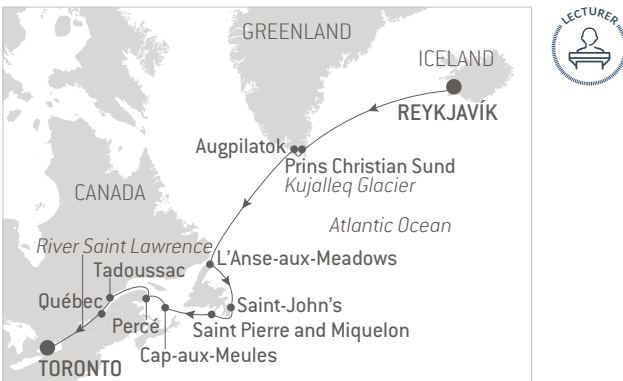 GREENLAND
ICELAND
REYKJAVÍK
Augpilatok
Prins Christian Sund
Kujalleq Glacier
CANADA
Atlantic Ocean
River Saint Lawrence
L'Anse-aux-Meadows
Tadoussac
Québec
Saint-John's
Percé
Saint Pierre and Miquelon
Cap-aux-Meules
TORONTO
LECTURER